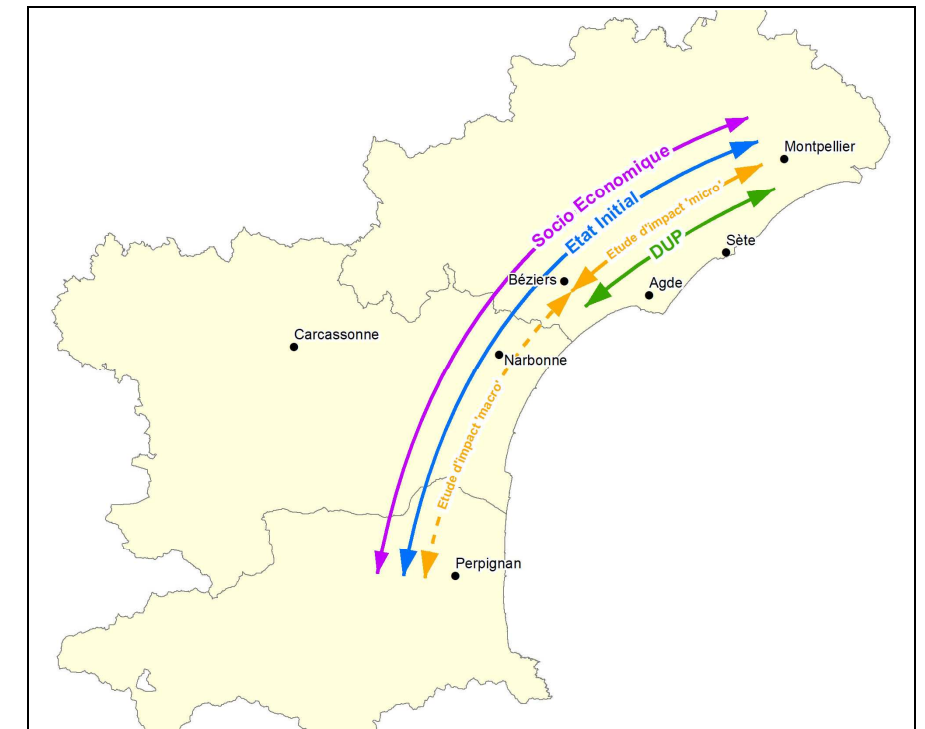 Montpellier
Socio Economique
Etat Initial
Etude d'impact 'micro'
DUP
Sète
Béziers
Agde
Carcassonne
Narbonne
Etude d'impact 'macro'
Perpignan